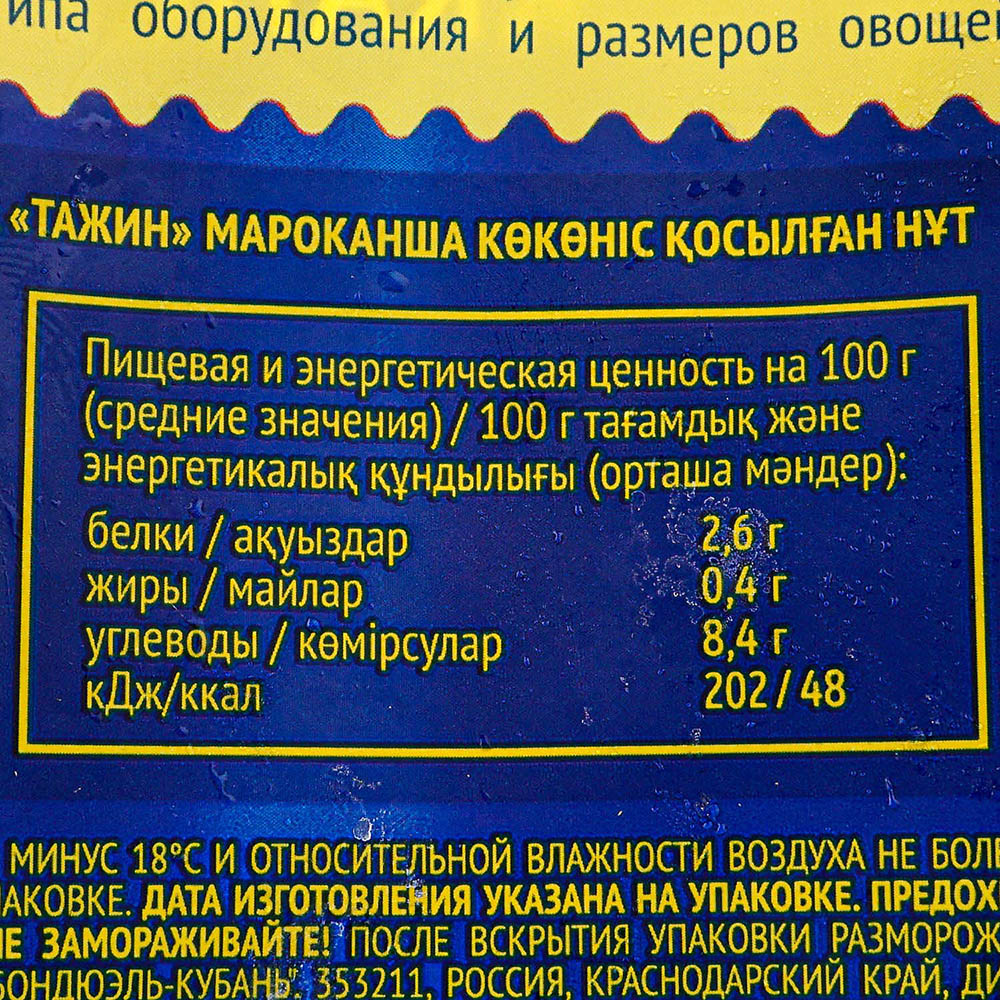 ипа оборудования и размеров овоще
«ТАЖИН» МАРОКАНША КӨКӨНІС ҚОСЫЛҒАН НҰТ
Пищевая и энергетическая ценность на 100 г
(средние значения) / 100 г тағамдық және
энергетикалық құндылығы (орташа мәндер):
белки / ақуыздар 2,6 г
жиры / майлар 0,4 г
углеводы / көмірсулар 8,4 г
кДж/ккал 202 / 48
МИНУС 18°С И ОТНОСИТЕЛЬНОЙ ВЛАЖНОСТИ ВОЗДУХА НЕ БОЛЕ
ПАКОВКЕ. ДАТА ИЗГОТОВЛЕНИЯ УКАЗАНА НА УПАКОВКЕ. ПРЕДОХ
НЕ ЗАМОРАЖИВАЙТЕ! ПОСЛЕ ВСКРЫТИЯ УПАКОВКИ РАЗМОРОЖ
БОНДЮЭЛЬ-КУБАНЬ", 353211, РОССИЯ, КРАСНОДАРСКИЙ КРАЙ, ДИ